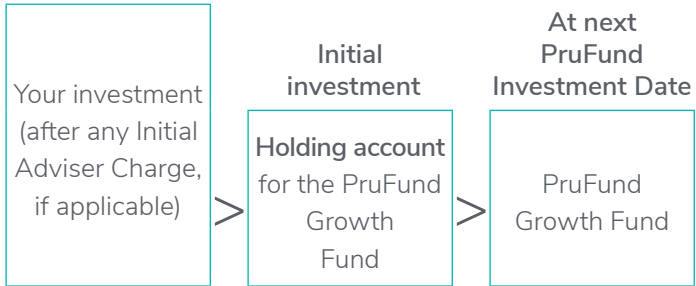 Your investment
(after any Initial
Adviser Charge,
if applicable)
>
Initial
investment
Holding account
for the PruFund
Growth
Fund
>
At next
PruFund
Investment Date
PruFund
Growth Fund